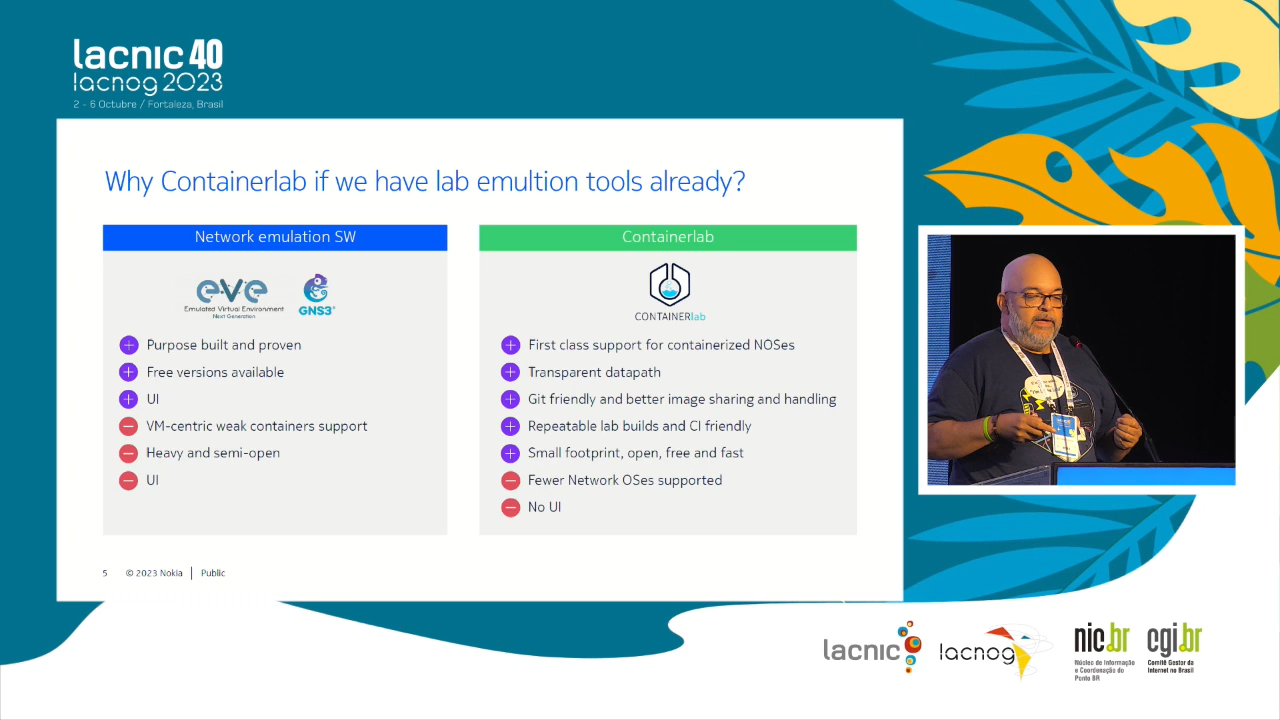 lacnic 40
lacnog 2023
2 - 6 Octubre / Fortaleza, Brasil
Why Containerlab if we have lab emultion tools already?
Network emulation SW
eve
Emulated Virtual Environment
Next Generation
GNS3
Purpose built and proven
Free versions available
UI
VM-centric weak containers support
Heavy and semi-open
UI
Containerlab
CONTAINERlab
First class support for containerized NOSes
Transparent datapath
Git friendly and better image sharing and handling
Repeatable lab builds and CI friendly
Small footprint, open, free and fast
Fewer Network OSes supported
No UI
5 © 2023 Nokia | Public
lacnic
lacnog
nic.br
Núcleo de Informação
e Coordenação do
Ponto BR
cgi.br
Comitê Gestor da
Internet no Brasil